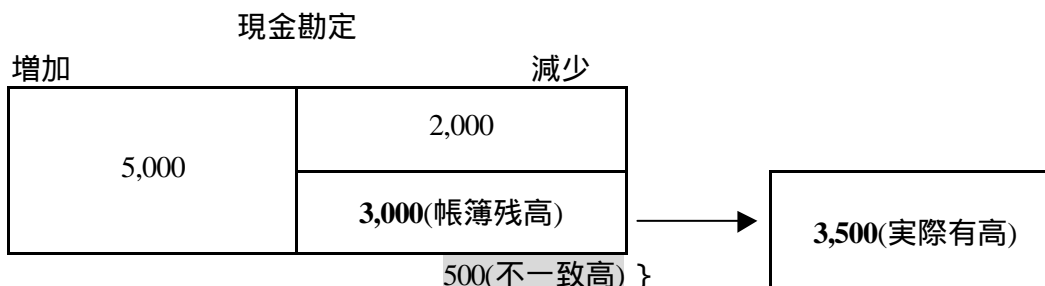 現金勘定
増加 減少
5,000
2,000
3,000(帳簿残高)
3,500(実際有高)
500(不一致高) }